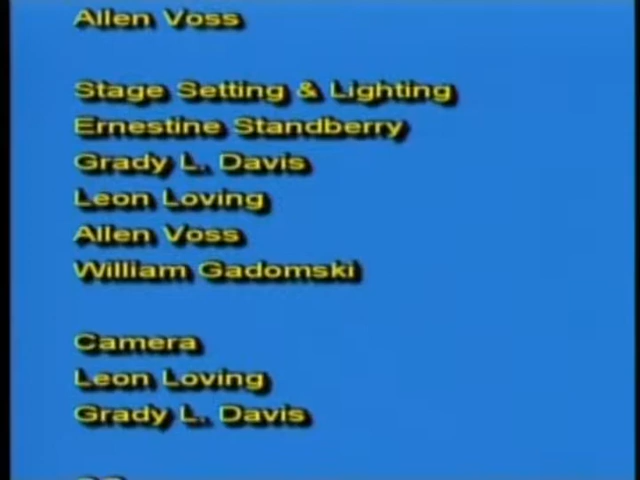 Allen Voss
Stage Setting & Lighting
Ernestine Standberry
Grady L. Davis
Leon Loving
Allen Voss
William Gadomski
Camera
Leon Loving
Grady L. Davis